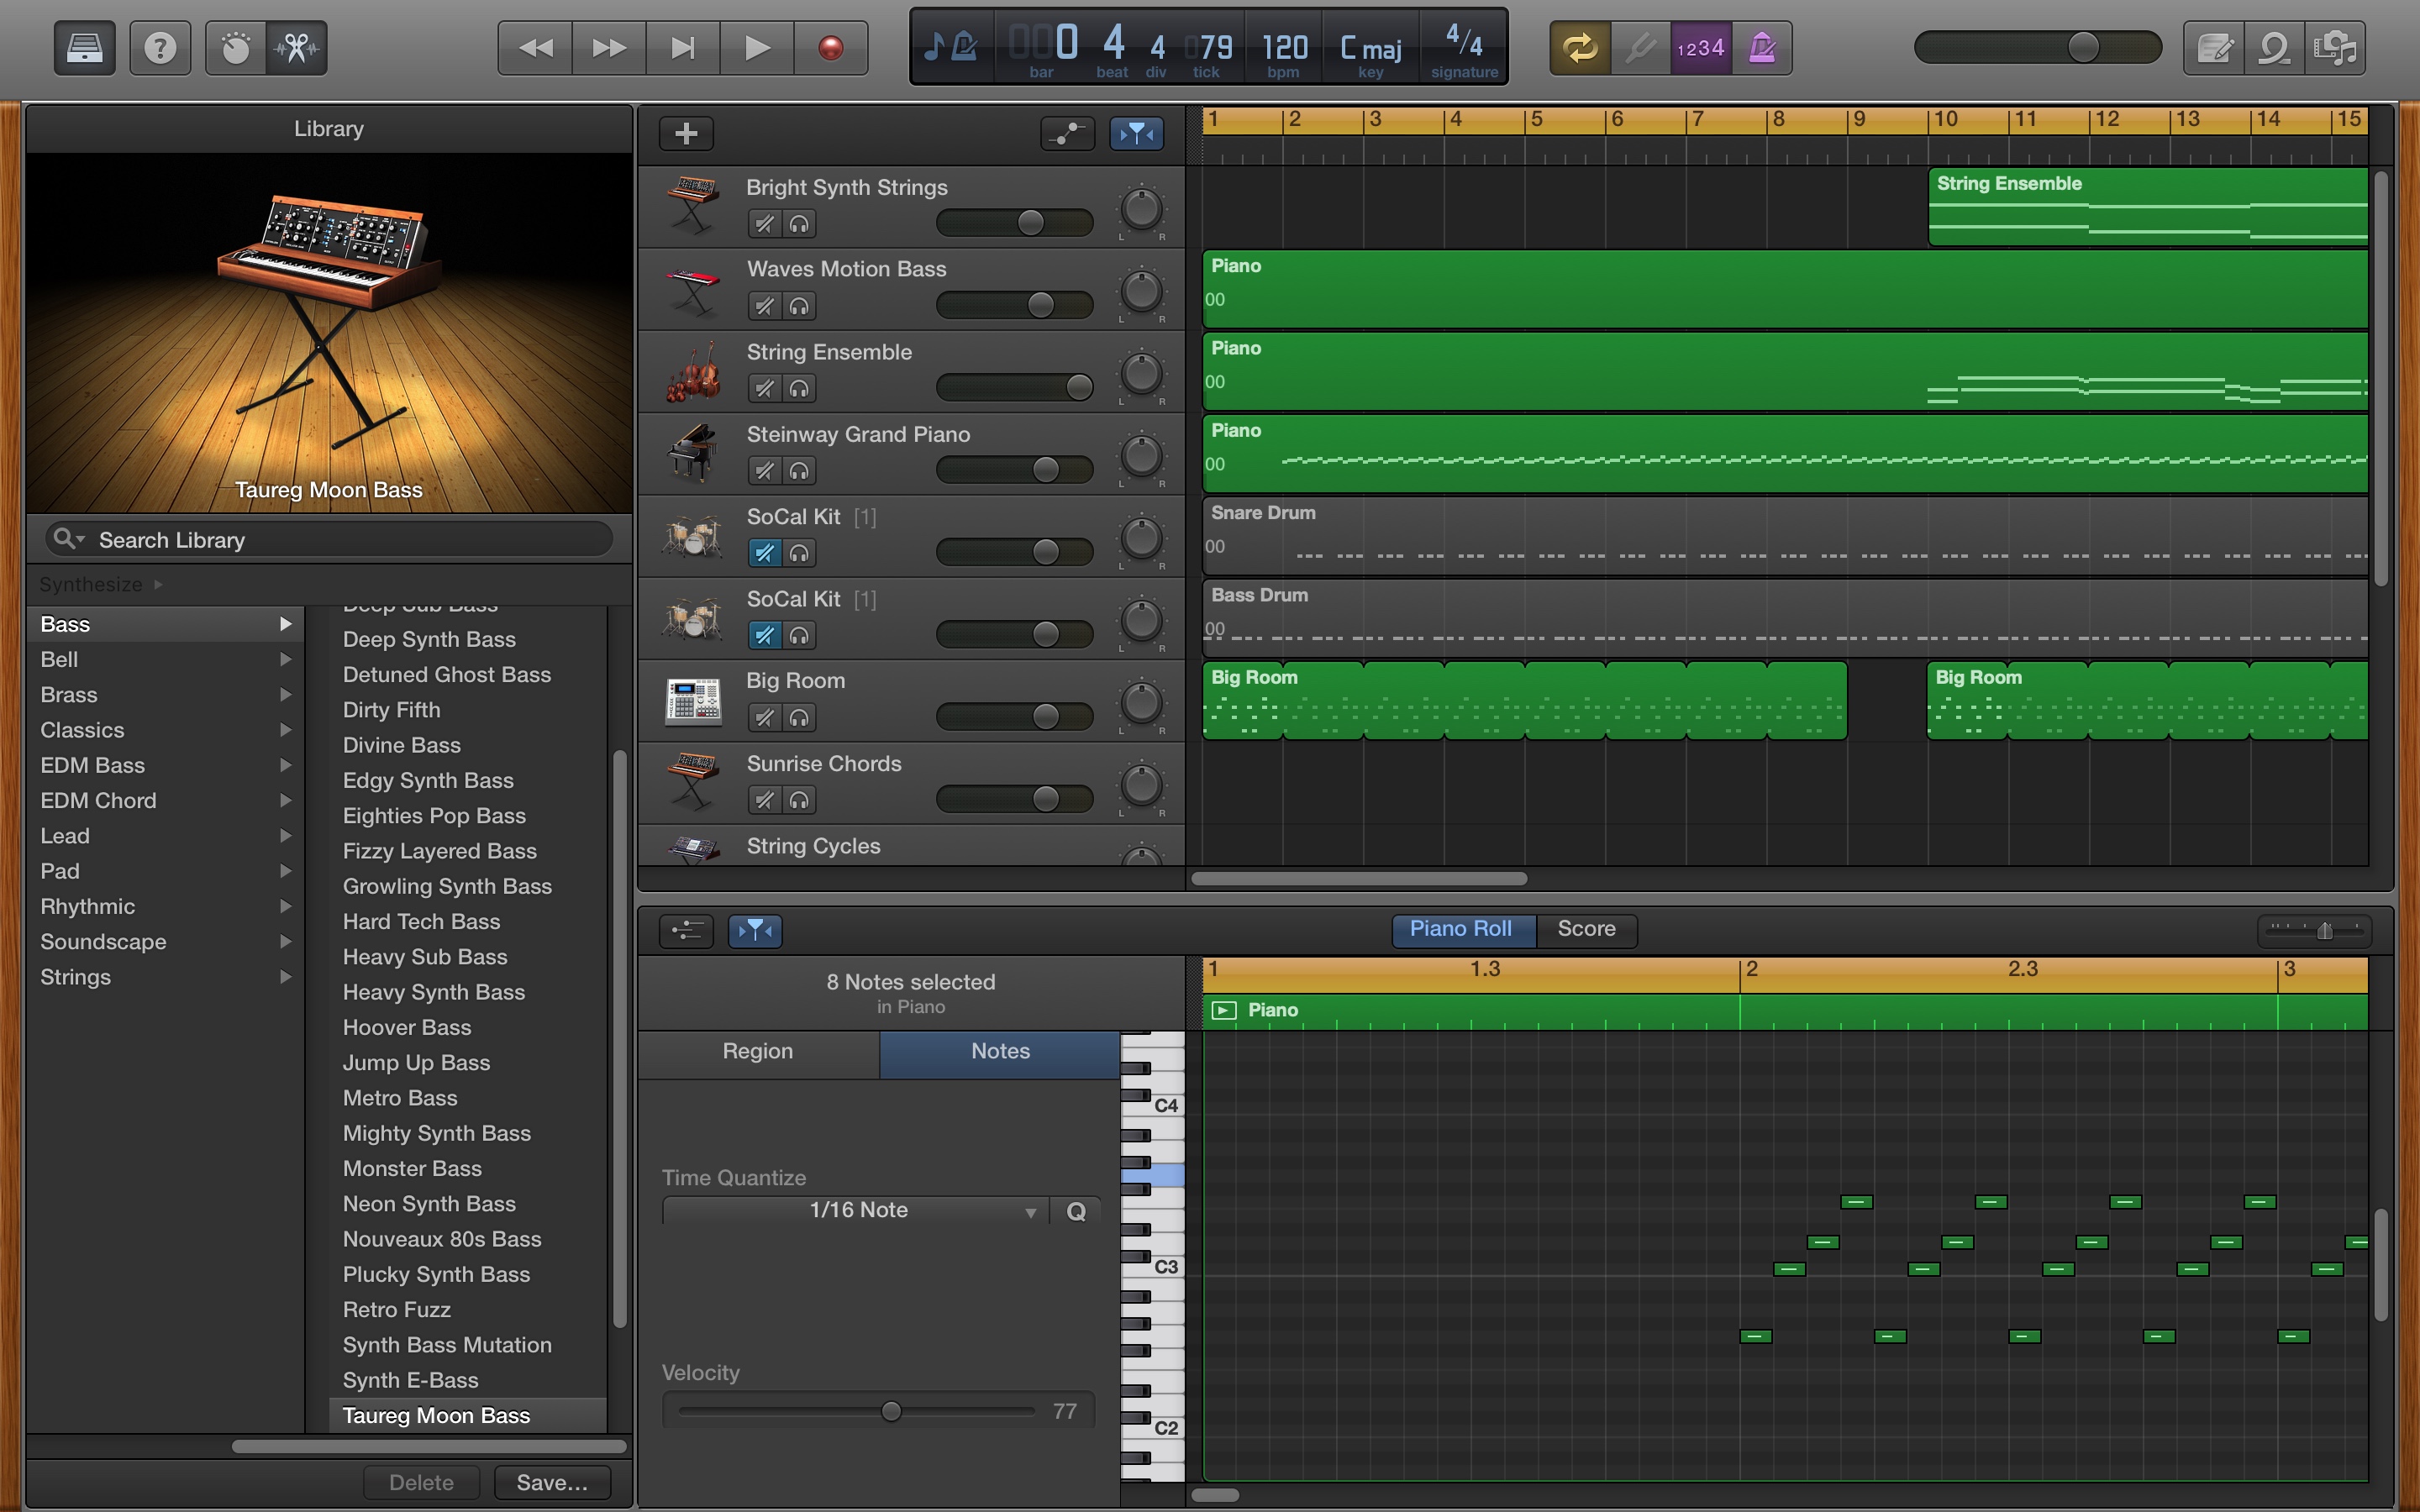 0 4 4 079 120 C maj 4/4
bar beat div tick bpm key signature
1234
Library
Taureg Moon Bass
Search Library
Synthesize
Bass
Bell
Brass
Classics
EDM Bass
EDM Chord
Lead
Pad
Rhythmic
Soundscape
Strings
Deep Sub Bass
Deep Synth Bass
Detuned Ghost Bass
Dirty Fifth
Divine Bass
Edgy Synth Bass
Eighties Pop Bass
Fizzy Layered Bass
Growling Synth Bass
Hard Tech Bass
Heavy Sub Bass
Heavy Synth Bass
Hoover Bass
Jump Up Bass
Metro Bass
Mighty Synth Bass
Monster Bass
Neon Synth Bass
Nouveaux 80s Bass
Plucky Synth Bass
Retro Fuzz
Synth Bass Mutation
Synth E-Bass
Taureg Moon Bass
Delete Save...
1 2 3 4 5 6 7 8 9 10 11 12 13 14 15
Bright Synth Strings
L R
String Ensemble
Waves Motion Bass
L R
Piano
String Ensemble
L R
Piano
Steinway Grand Piano
L R
Piano
SoCal Kit [1]
L R
Snare Drum
SoCal Kit [1]
L R
Bass Drum
Big Room
L R
Big Room Big Room
Sunrise Chords
L R
String Cycles
Piano Roll Score
8 Notes selected
in Piano
1 1.3 2 2.3 3
Piano
Region Notes
Time Quantize
1/16 Note Q
Velocity
77
C4
C3
C2